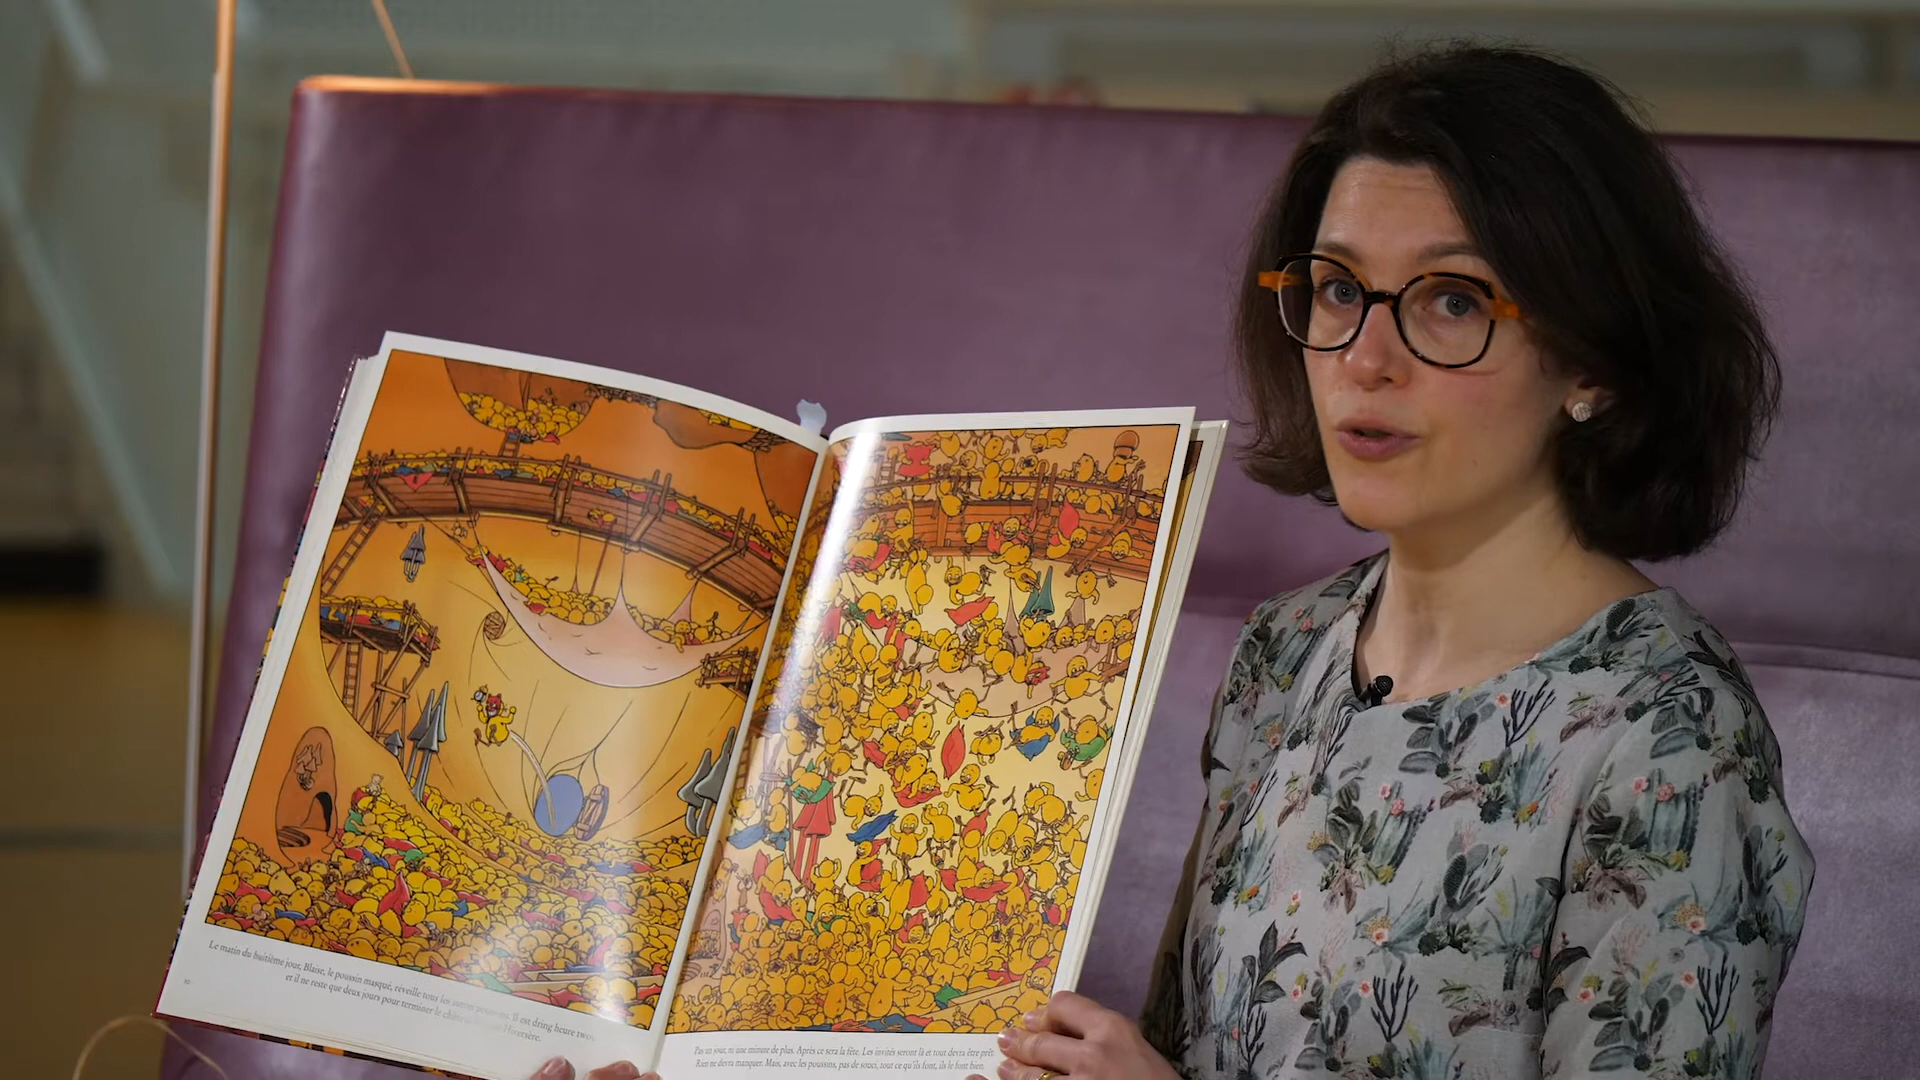 Le matin du huitième jour, Blaise, le poussin masqué, réveille tous les autres poussins. Il est dring heure twou
et il ne reste que deux jours pour terminer le château
Pas un jour, ni une minute de plus. Après ce sera la fête. Les invités seront là et tout devra être prêt.
Rien ne devra manquer. Mais, avec les poussins, pas de souci, tout ce qu'ils font, ils le font bien.